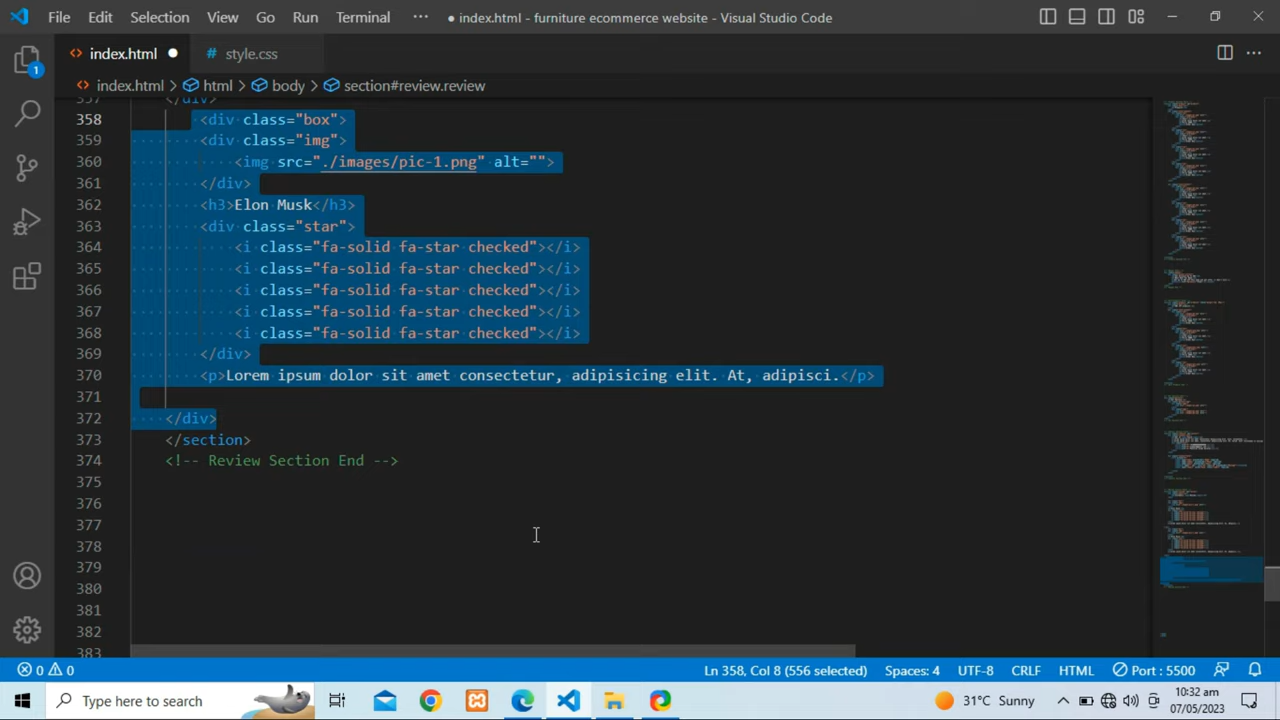 File Edit Selection View Go Run Terminal ··· ● index.html - furniture ecommerce website - Visual Studio Code
index.html ● # style.css
index.html > html > body > section#review.review
357 </div>
358 <div class="box">
359 <div class="img">
360 <img src="./images/pic-1.png" alt="">
361 </div>
362 <h3>Elon Musk</h3>
363 <div class="star">
364 <i class="fa-solid fa-star checked"></i>
365 <i class="fa-solid fa-star checked"></i>
366 <i class="fa-solid fa-star checked"></i>
367 <i class="fa-solid fa-star checked"></i>
368 <i class="fa-solid fa-star checked"></i>
369 </div>
370 <p>Lorem ipsum dolor sit amet consectetur, adipisicing elit. At, adipisci.</p>
371
372 </div>
373 </section>
374 <!-- Review Section End -->
375
376
377
378
379
380
381
382
383
1
0 0 Ln 358, Col 8 (556 selected) Spaces: 4 UTF-8 CRLF HTML Port : 5500
Type here to search 31°C Sunny 10:32 am
07/05/2023